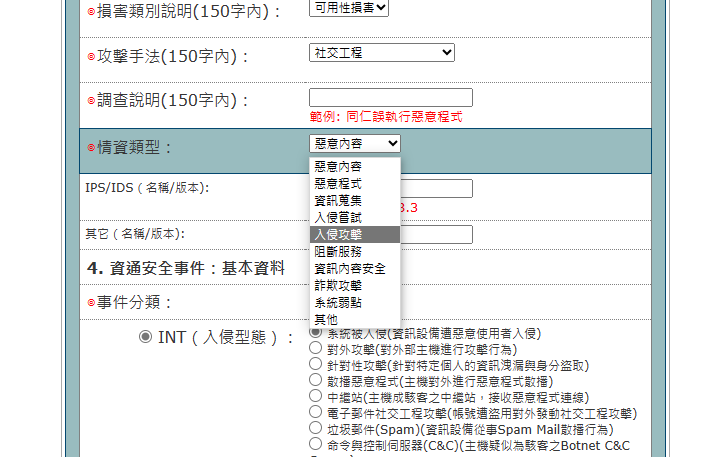 ◎損害類別說明(150字內)：
可用性損害
◎攻擊手法(150字內)：
社交工程
◎調查說明(150字內)：
範例: 同仁誤執行惡意程式
◎情資類型：
惡意內容
惡意內容
惡意程式
資訊蒐集
入侵嘗試
入侵攻擊
阻斷服務
資訊內容安全
詐欺攻擊
系統弱點
其他
IPS/IDS（名稱/版本):
3.3
其它（名稱/版本):
4. 資通安全事件：基本資料
◎事件分類：
INT（入侵型態）：
系統被入侵(資訊設備遭惡意使用者入侵)
對外攻擊(對外部主機進行攻擊行為)
針對性攻擊(針對特定個人的資訊洩漏與身分盜取)
散播惡意程式(主機對外進行惡意程式散播)
中繼站(主機成駭客之中繼站，接收惡意程式連線)
電子郵件社交工程攻擊(帳號遭盜用對外發動社交工程攻擊)
垃圾郵件(Spam)(資訊設備從事Spam Mail散播行為)
命令與控制伺服器(C&C)(主機疑似為駭客之Botnet C&C